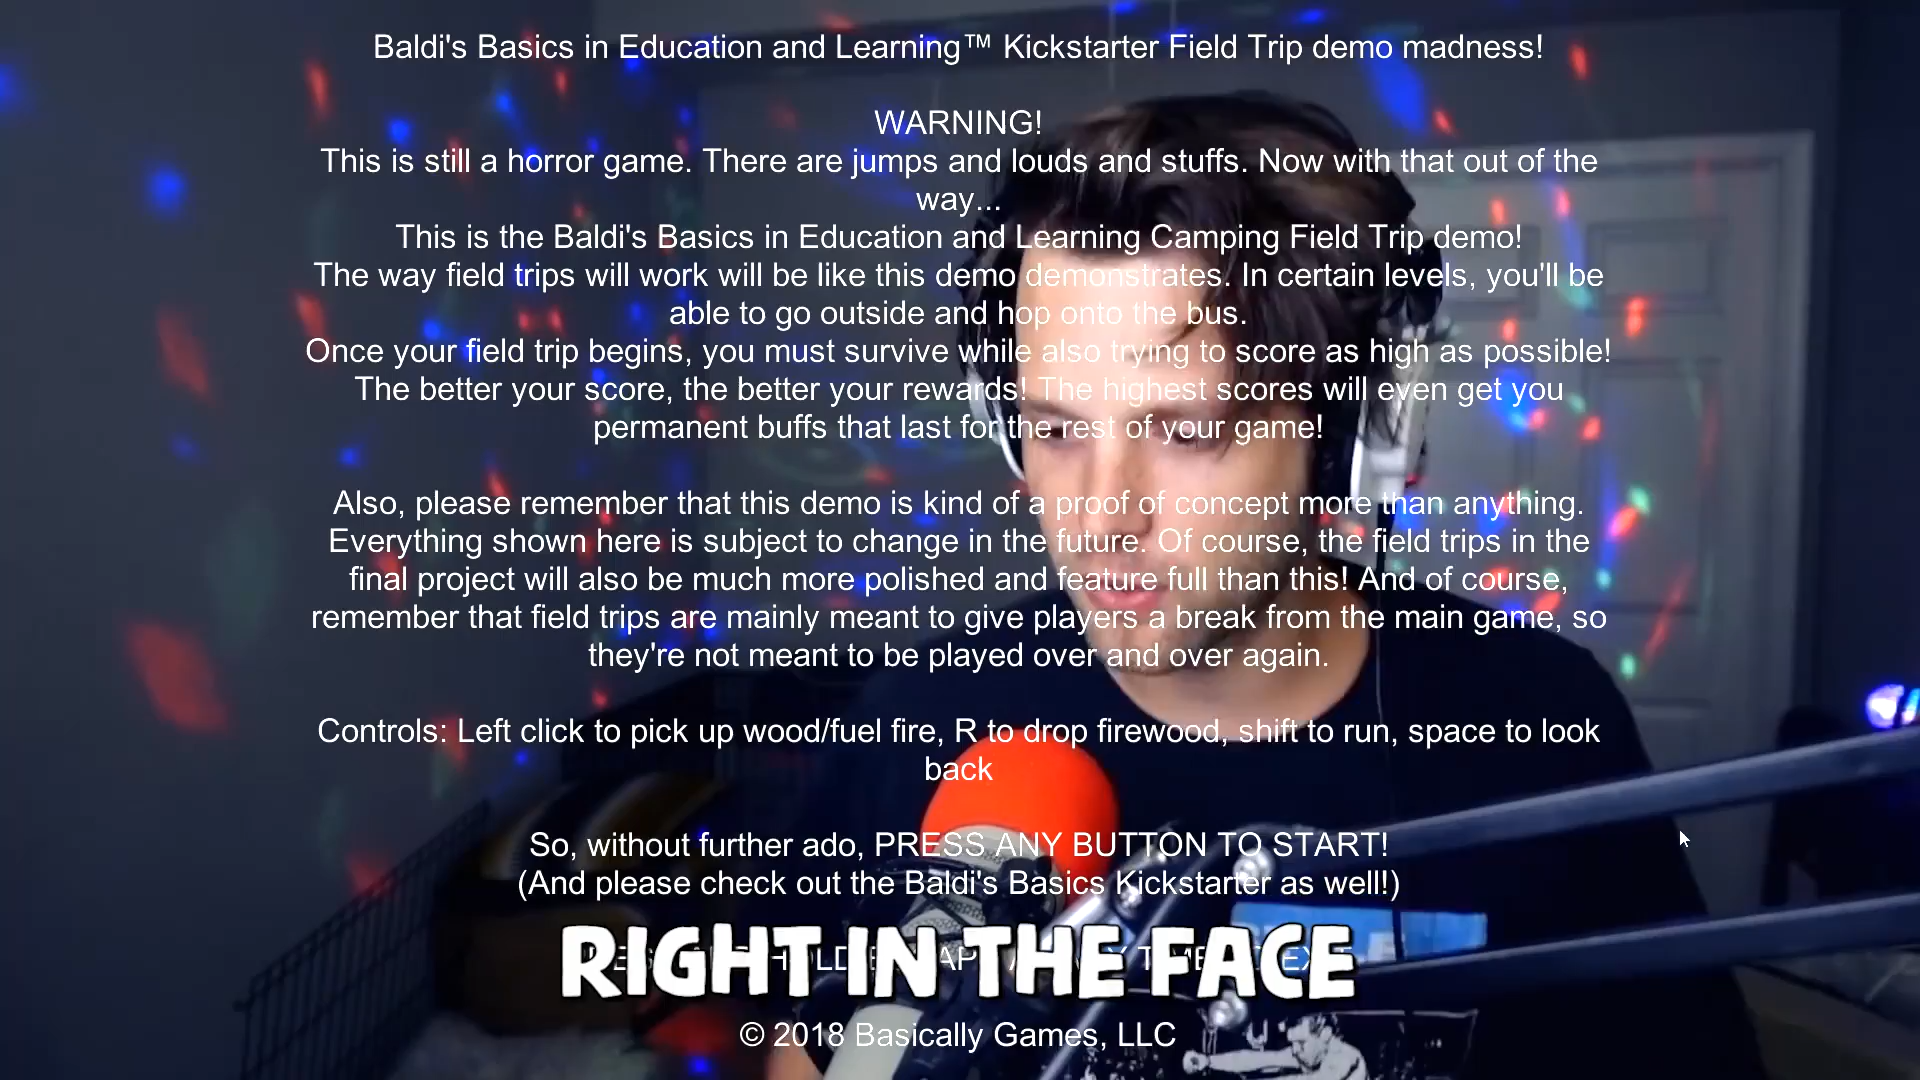 Baldi's Basics in Education and Learning™ Kickstarter Field Trip demo madness!
WARNING!
This is still a horror game. There are jumps and louds and stuffs. Now with that out of the
way...
This is the Baldi's Basics in Education and Learning Camping Field Trip demo!
The way field trips will work will be like this demo demonstrates. In certain levels, you'll be
able to go outside and hop onto the bus.
Once your field trip begins, you must survive while also trying to score as high as possible!
The better your score, the better your rewards! The highest scores will even get you
permanent buffs that last for the rest of your game!
Also, please remember that this demo is kind of a proof of concept more than anything.
Everything shown here is subject to change in the future. Of course, the field trips in the
final project will also be much more polished and feature full than this! And of course,
remember that field trips are mainly meant to give players a break from the main game, so
they're not meant to be played over and over again.
Controls: Left click to pick up wood/fuel fire, R to drop firewood, shift to run, space to look
back
So, without further ado, PRESS ANY BUTTON TO START!
(And please check out the Baldi's Basics Kickstarter as well!)
RIGHT IN THE FACE
© 2018 Basically Games, LLC